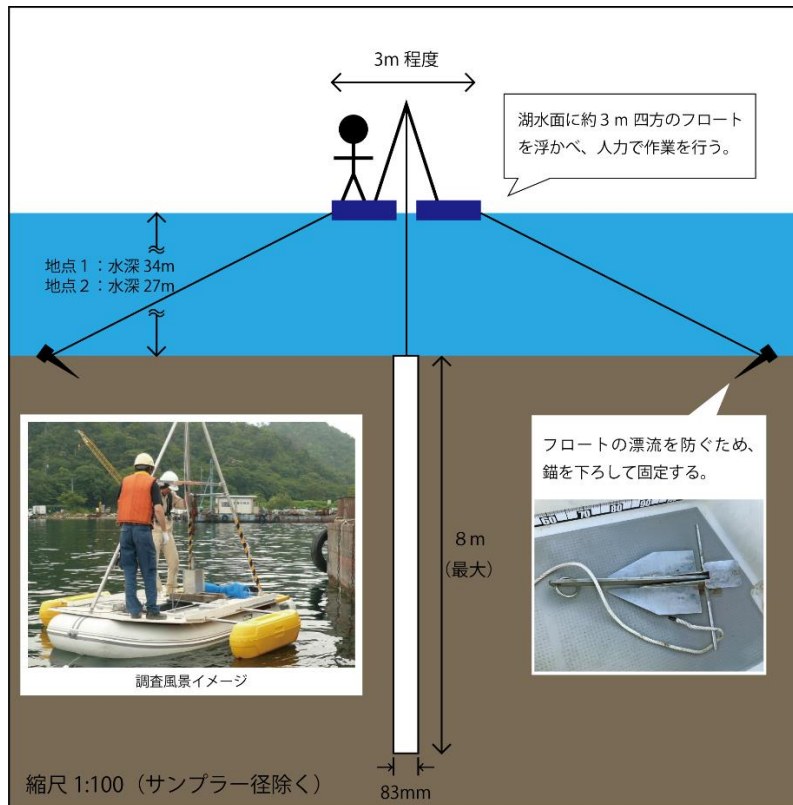 3m 程度
湖水面に約３ｍ 四方のフロート
を浮かべ、人力で作業を行う。
地点１：水深 34m
地点２：水深 27m
フロートの漂流を防ぐため、
錨を下ろして固定する。
８ｍ
（最大）
調査風景イメージ
縮尺 1:100（サンプラー径除く）
83mm